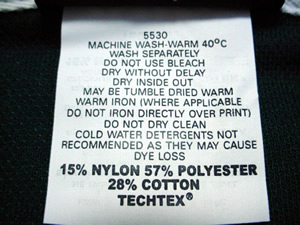 5530
MACHINE WASH-WARM 40°C
WASH SEPARATELY
DO NOT USE BLEACH
DRY WITHOUT DELAY
DRY INSIDE OUT
MAY BE TUMBLE DRIED WARM
WARM IRON (WHERE APPLICABLE
DO NOT IRON DIRECTLY OVER PRINT)
DO NOT DRY CLEAN
COLD WATER DETERGENTS NOT
RECOMMENDED AS THEY MAY CAUSE
DYE LOSS
15% NYLON 57% POLYESTER
28% COTTON
TECHTEX®